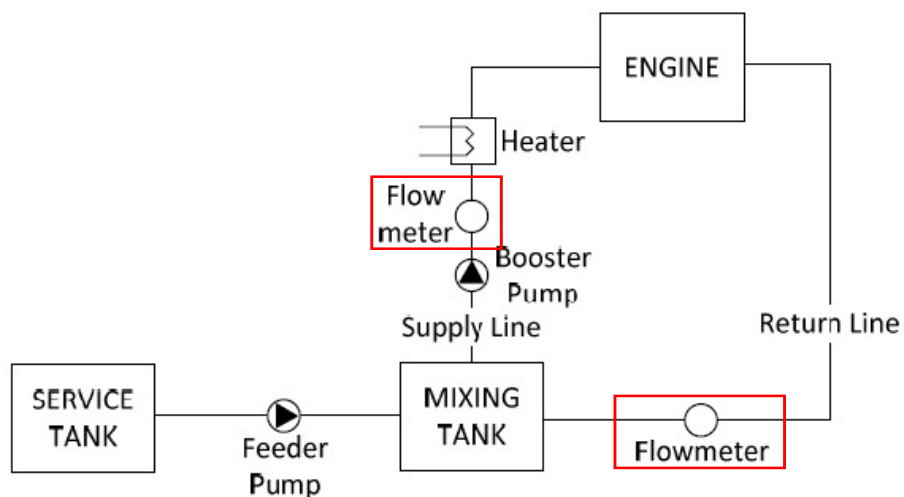 ENGINE
Heater
Flow
meter
Booster
Pump
Supply Line
Return Line
SERVICE
TANK
Feeder
Pump
MIXING
TANK
Flowmeter